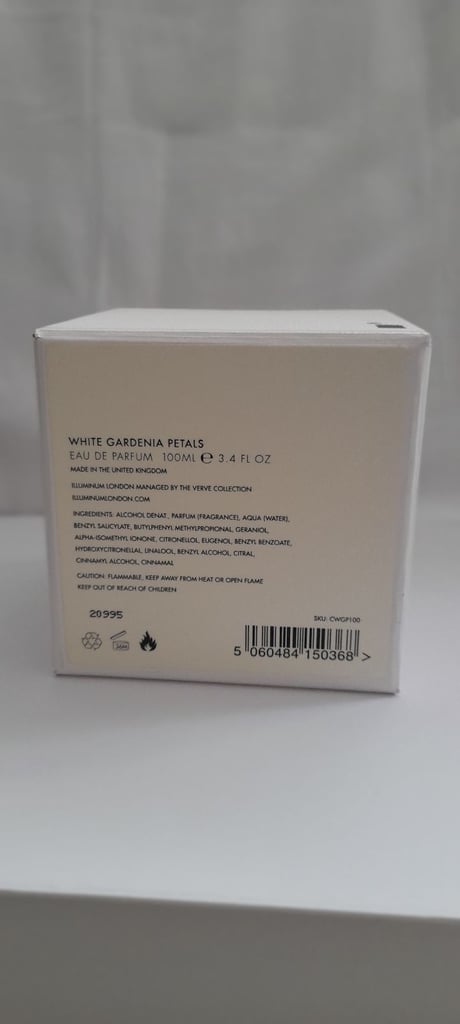 WHITE GARDENIA PETALS
EAU DE PARFUM 100ML ℮ 3.4 FL OZ
MADE IN THE UNITED KINGDOM
ILLUMINUM LONDON MANAGED BY THE VERVE COLLECTION
ILLUMINUMLONDON.COM
INGREDIENTS: ALCOHOL DENAT., PARFUM (FRAGRANCE), AQUA (WATER),
BENZYL SALICYLATE, BUTYLPHENYL METHYLPROPIONAL, GERANIOL,
ALPHA-ISOMETHYL IONONE, CITRONELLOL, EUGENOL, BENZYL BENZOATE,
HYDROXYCITRONELLAL, LINALOOL, BENZYL ALCOHOL, CITRAL,
CINNAMYL ALCOHOL, CINNAMAL
CAUTION: FLAMMABLE, KEEP AWAY FROM HEAT OR OPEN FLAME
KEEP OUT OF REACH OF CHILDREN
20995
SKU: CWGP100
5 060484 150368 >